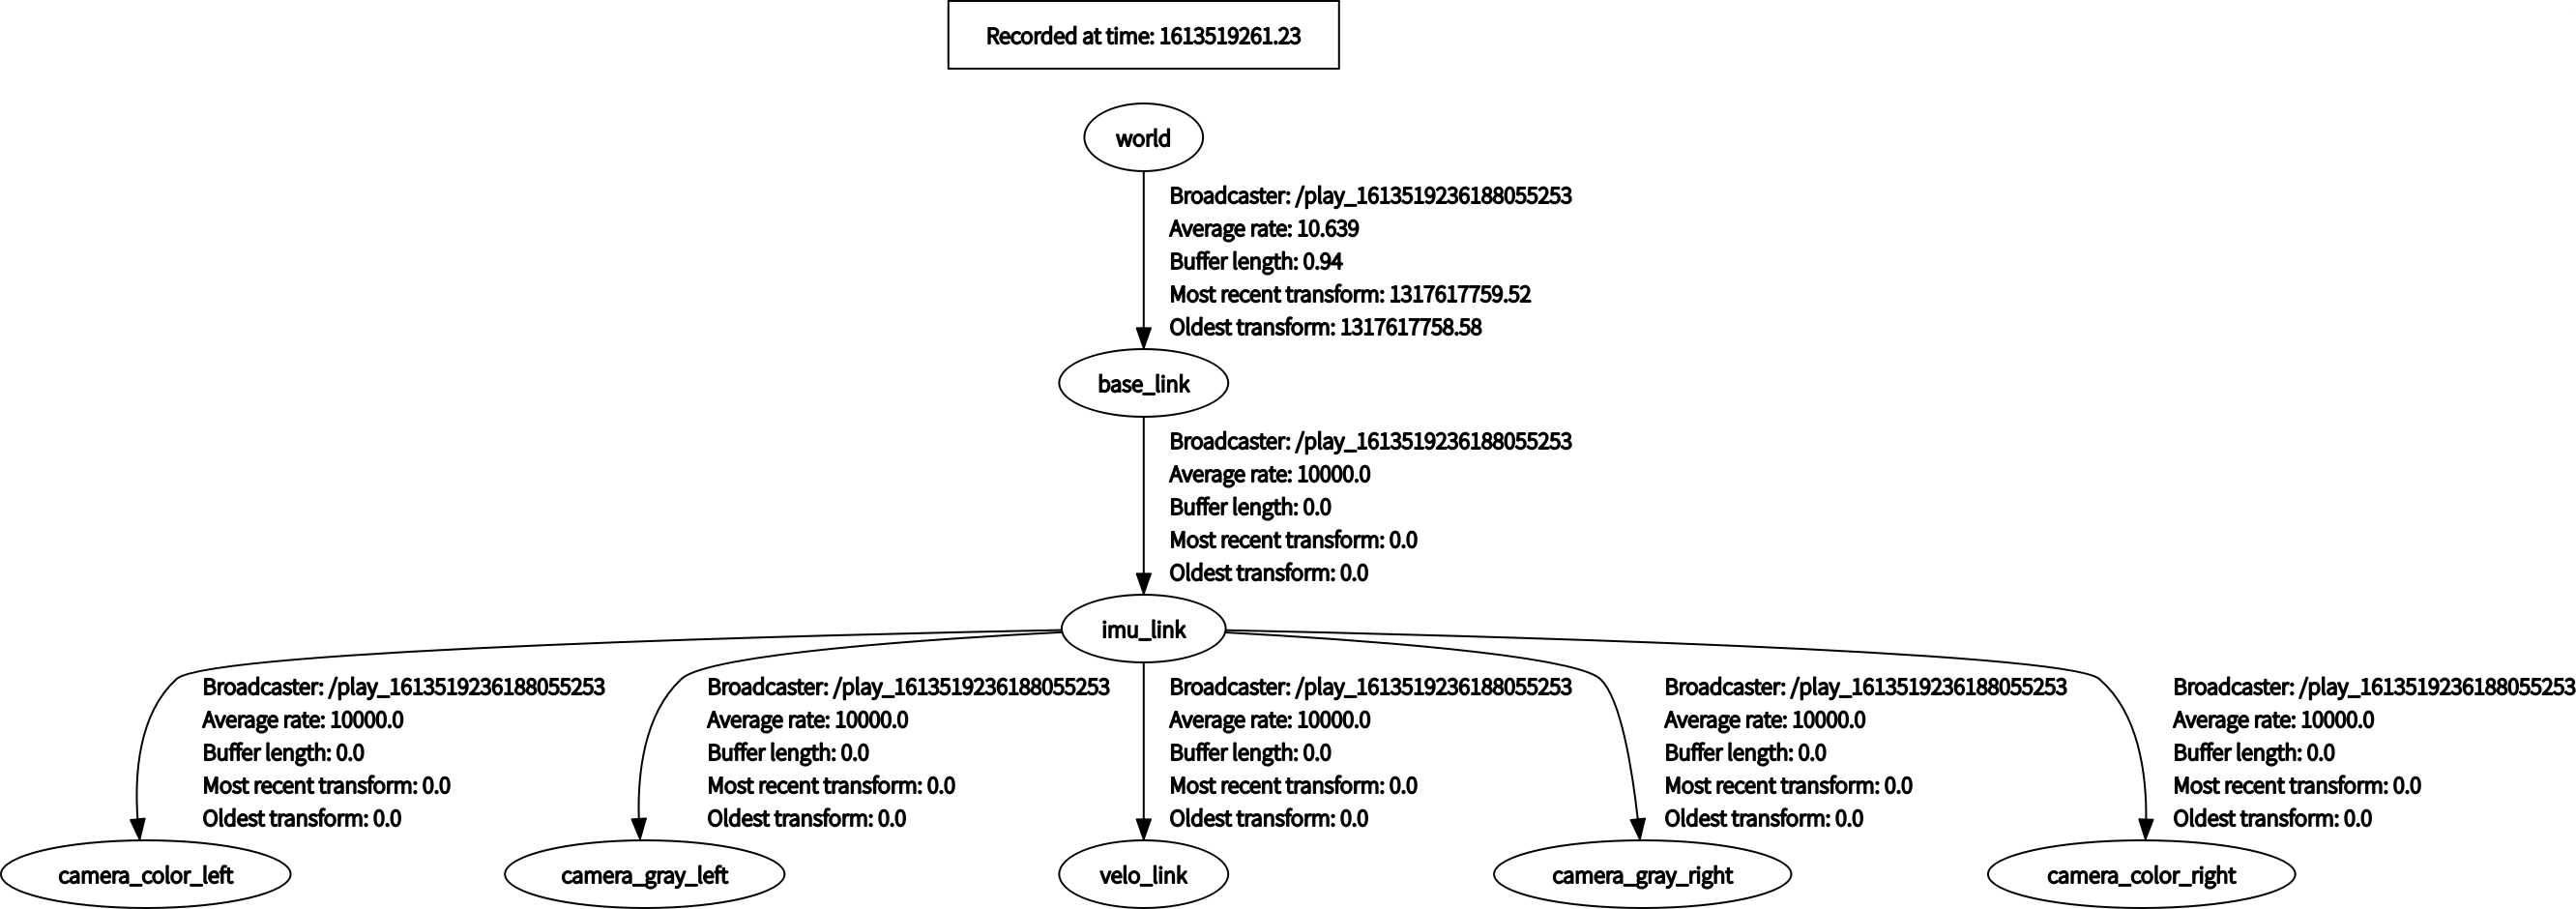 Recorded at time: 1613519261.23
world
Broadcaster: /play_1613519236188055253
Average rate: 10.639
Buffer length: 0.94
Most recent transform: 1317617759.52
Oldest transform: 1317617758.58
base_link
Broadcaster: /play_1613519236188055253
Average rate: 10000.0
Buffer length: 0.0
Most recent transform: 0.0
Oldest transform: 0.0
imu_link
Broadcaster: /play_1613519236188055253
Average rate: 10000.0
Buffer length: 0.0
Most recent transform: 0.0
Oldest transform: 0.0
camera_color_left
Broadcaster: /play_1613519236188055253
Average rate: 10000.0
Buffer length: 0.0
Most recent transform: 0.0
Oldest transform: 0.0
camera_gray_left
Broadcaster: /play_1613519236188055253
Average rate: 10000.0
Buffer length: 0.0
Most recent transform: 0.0
Oldest transform: 0.0
velo_link
Broadcaster: /play_1613519236188055253
Average rate: 10000.0
Buffer length: 0.0
Most recent transform: 0.0
Oldest transform: 0.0
camera_gray_right
Broadcaster: /play_1613519236188055253
Average rate: 10000.0
Buffer length: 0.0
Most recent transform: 0.0
Oldest transform: 0.0
camera_color_right